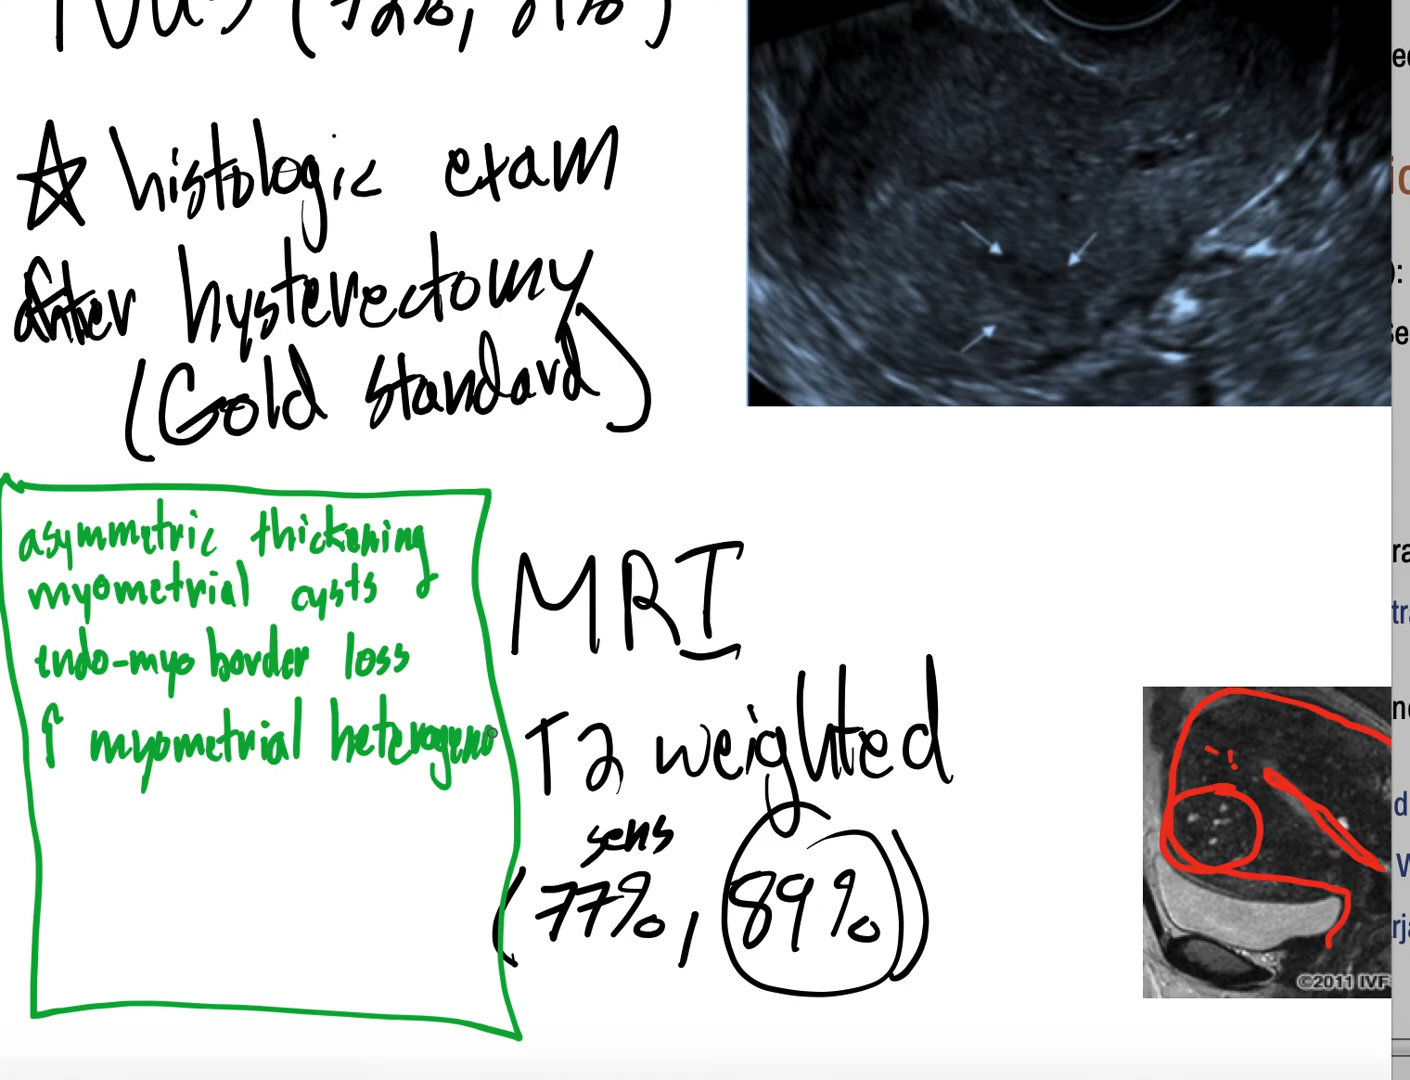 ★ histologic exam
after hysterectomy
(Gold standard)
asymmetric thickening
myometrial cysts
endo-myo border loss
↑ myometrial heterogeno
MRI
T2 weighted
sens
(77%, 89%)
©2011 IVF